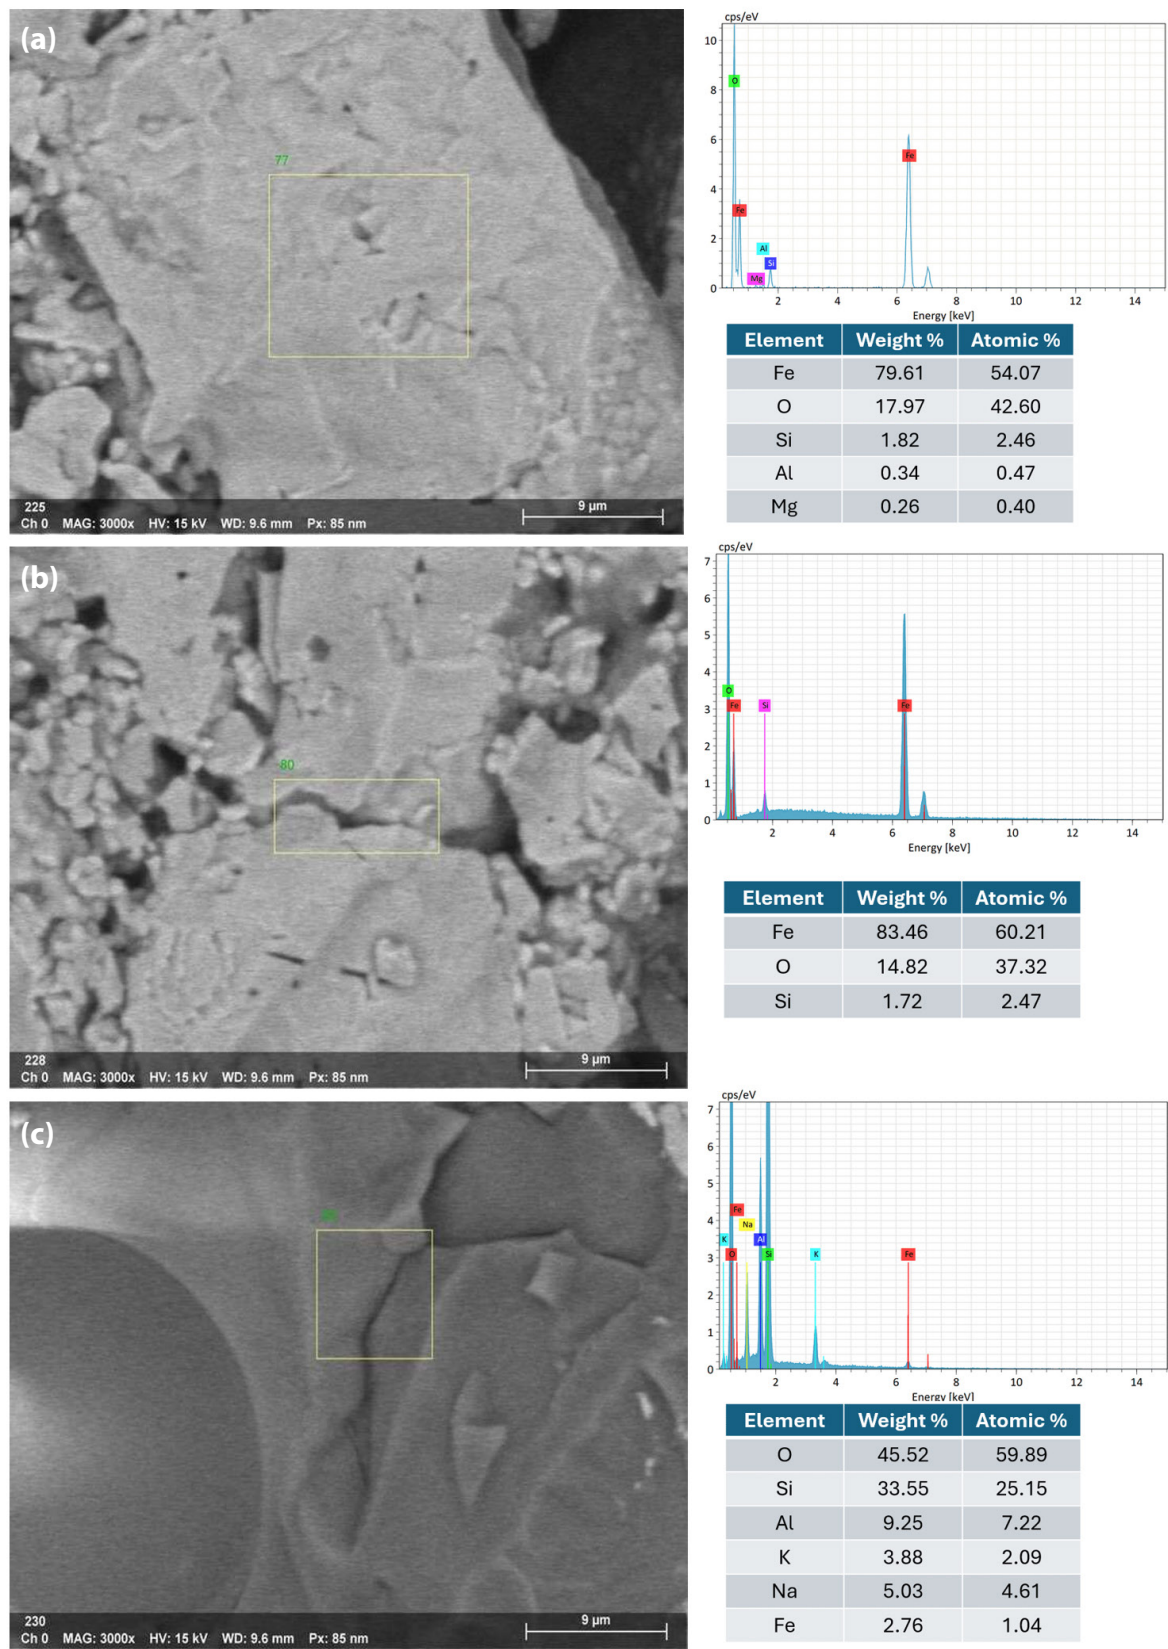 (a)
77
225
Ch 0 MAG: 3000x HV: 15 kV WD: 9.6 mm Px: 85 nm
9 µm
cps/eV
10
8
6
4
2
0
O
Fe
Al
Si
Mg
Fe
2 4 6 8 10 12 14
Energy [keV]
Element Weight % Atomic %
Fe 79.61 54.07
O 17.97 42.60
Si 1.82 2.46
Al 0.34 0.47
Mg 0.26 0.40
(b)
80
228
Ch 0 MAG: 3000x HV: 15 kV WD: 9.6 mm Px: 85 nm
9 µm
cps/eV
7
6
5
4
3
2
1
0
O
Fe
Si
Fe
2 4 6 8 10 12 14
Energy [keV]
Element Weight % Atomic %
Fe 83.46 60.21
O 14.82 37.32
Si 1.72 2.47
(c)
230
Ch 0 MAG: 3000x HV: 15 kV WD: 9.6 mm Px: 85 nm
9 µm
cps/eV
7
6
5
4
3
2
1
0
Fe
Na
K
O
Al
Si
K
Fe
2 4 6 8 10 12 14
Energy [keV]
Element Weight % Atomic %
O 45.52 59.89
Si 33.55 25.15
Al 9.25 7.22
K 3.88 2.09
Na 5.03 4.61
Fe 2.76 1.04